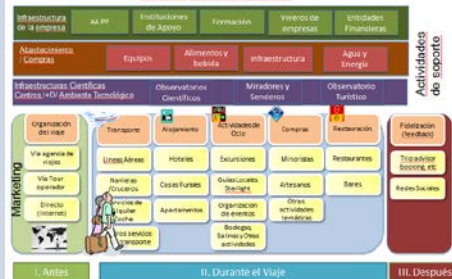 Infraestructura
de la empresa
AAPP
Instituciones
de Apoyo
Formación
Viveros de
empresas
Entidades
Financieras
Abastecimiento
/ Compras
Equipos
Alimentos y
bobida
Infraestructura
Agua y
Energía
Infraestructuras Científicas
Centros I+D/ Ambiente Tecnológico
Observatorios
Científicos
Miradores y
Senderos
Observatorio
Turístico
Actividades
de soporte
Marketing
Organización
del viaje
Vía agencia de
viajes
Vía Tour
operador
Directo
(Internet)
Transporte
Líneas Aéreas
Navieras
/Cruceros
Servicios de
alquiler
Coche
Otros servicios
transporte
Alojamiento
Hoteles
Casas Rurales
Apartamentos
Actividades de
Ocio
Excursiones
Guías Locales
Starlight
Organización
de eventos
Bodegas,
Salinas y Otras
actividades
Compras
Minoristas
Artesanos
Otras
actividades
temáticas
Restauración
Restaurantes
Bares
Fidelización
(feedback)
Trip advisor
booking, etc
Redes Sociales
I. Antes
II. Durante el Viaje
III. Después